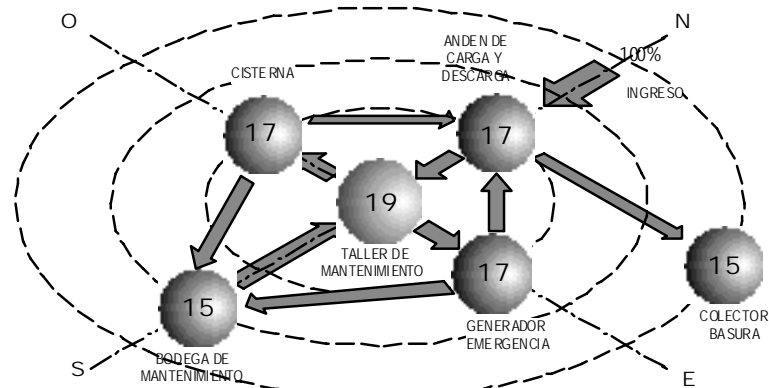 O
N
ANDEN DE
CARGA Y
DESCARGA
100%
CISTERNA
INGRESO
17
17
19
TALLER DE
MANTENIMIENTO
17
15
15
GENERADOR
EMERGENCIA
COLECTOR
BASURA
BODEGA DE
MANTENIMIENTO
S
E